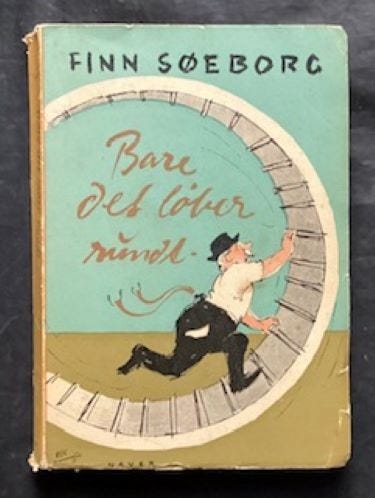 FINN SØEBORG
Bare
det løber
rundt.